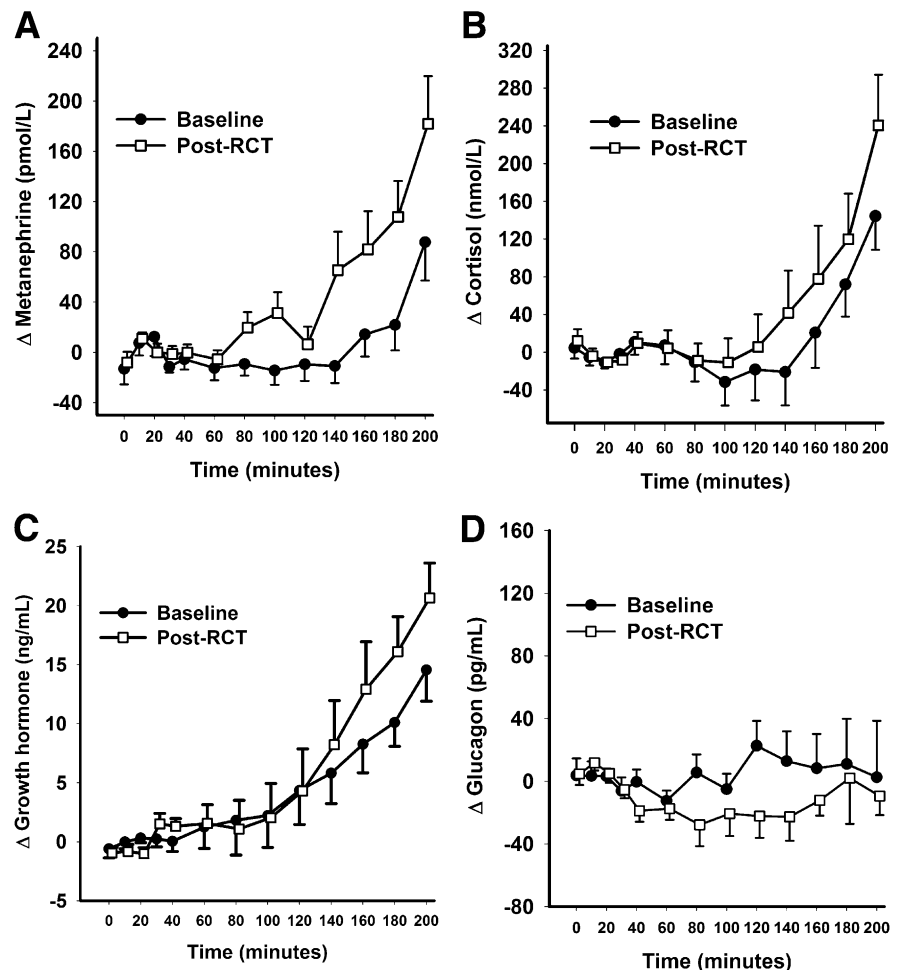 A
Δ Metanephrine (pmol/L)
240
200
160
120
80
40
0
-40
Baseline
Post-RCT
0 20 40 60 80 100 120 140 160 180 200
Time (minutes)
B
Δ Cortisol (nmol/L)
320
280
240
200
160
120
80
40
0
-40
Baseline
Post-RCT
0 20 40 60 80 100 120 140 160 180 200
Time (minutes)
C
Δ Growth hormone (ng/mL)
25
20
15
10
5
0
-5
Baseline
Post-RCT
0 20 40 60 80 100 120 140 160 180 200
Time (minutes)
D
Δ Glucagon (pg/mL)
160
120
80
40
0
-40
-80
Baseline
Post-RCT
0 20 40 60 80 100 120 140 160 180 200
Time (minutes)